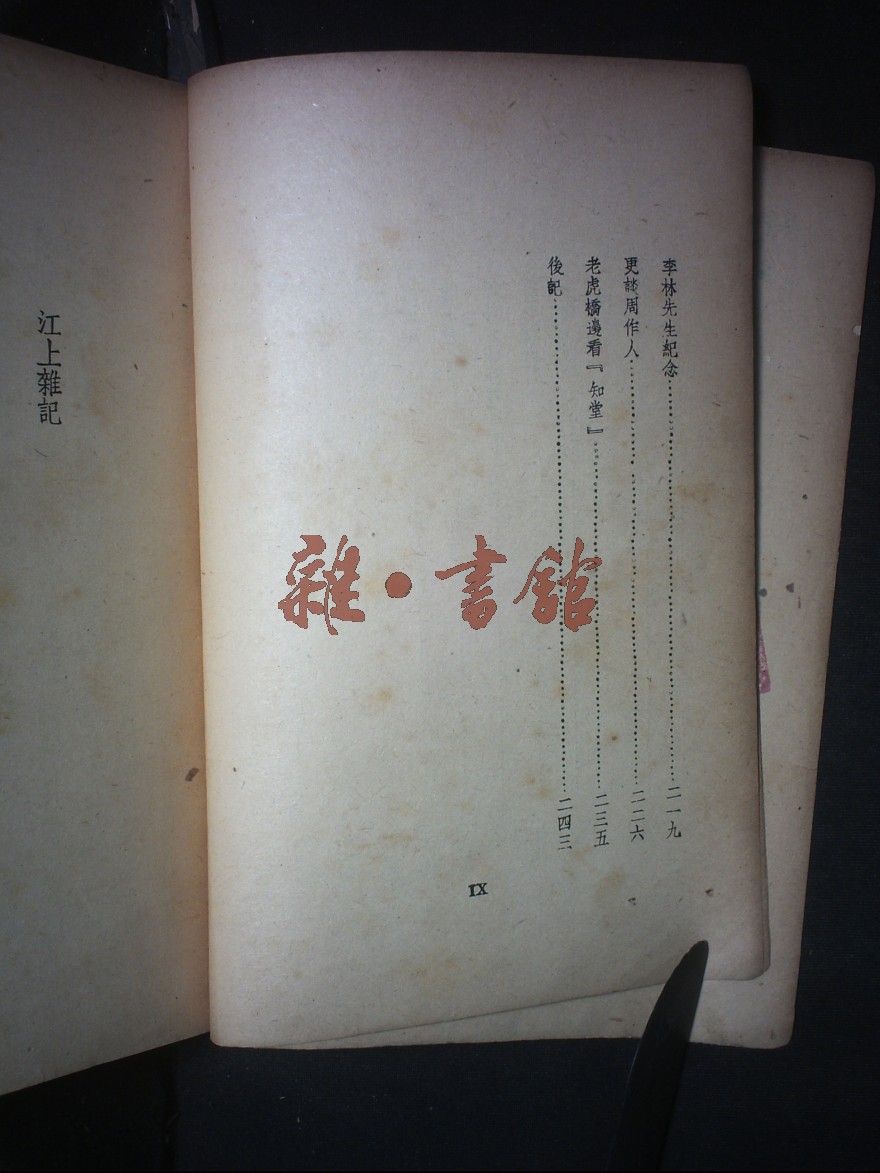 李林先生紀念……二一九
更談周作人……二二六
老虎橋邊看『知堂』……二三五
後記……二四三
IX
江上雜記
雜·書館